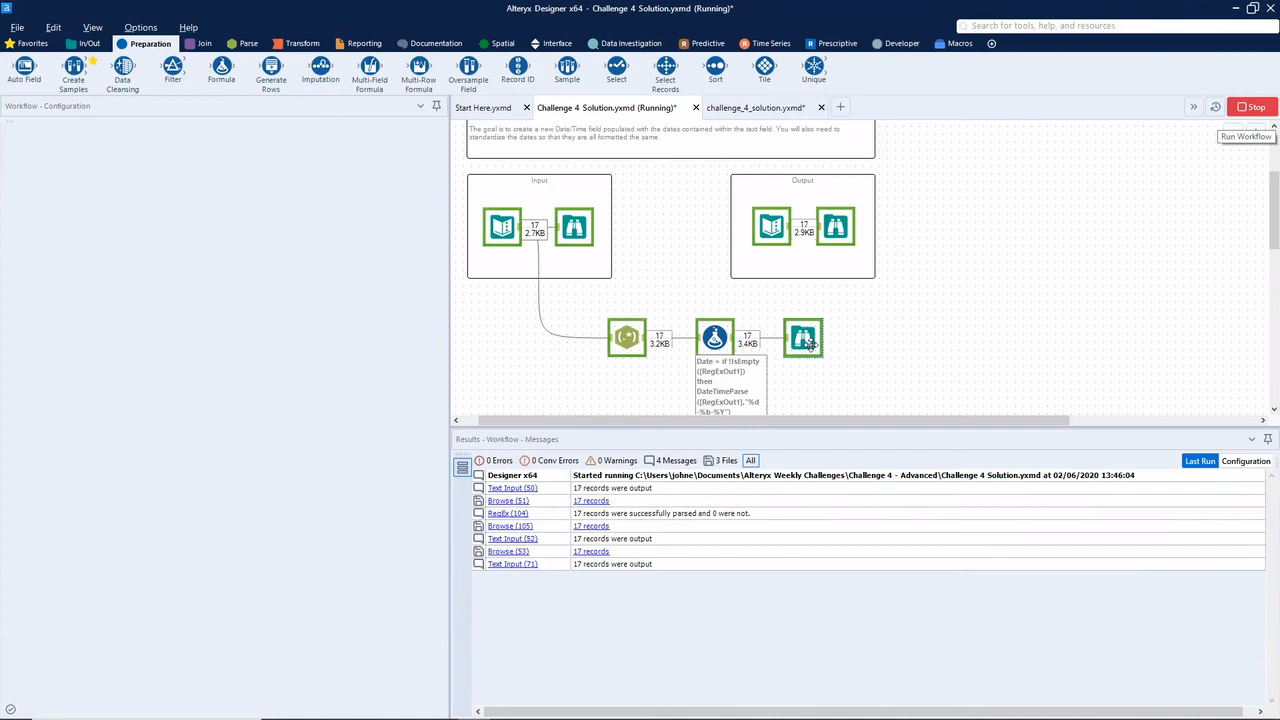 Alteryx Designer x64 - Challenge 4 Solution.yxmd (Running)*
File Edit View Options Help
Search for tools, help, and resources
Favorites In/Out Preparation Join Parse Transform Reporting Documentation Spatial Interface Data Investigation Predictive Time Series Prescriptive Developer Macros
Auto Field Create Samples Data Cleansing Filter Formula Generate Rows Imputation Multi-Field Formula Multi-Row Formula Oversample Field Record ID Sample Select Select Records Sort Tile Unique
Workflow - Configuration
Start Here.yxmd Challenge 4 Solution.yxmd (Running)* challenge_4_solution.yxmd*
Stop
Run Workflow
The goal is to create a new Date/Time field populated with the dates contained within the text field. You will also need to
standardize the dates so that they are all formatted the same.
Input
Output
17
2.7KB
17
2.9KB
17
3.2KB
17
3.4KB
Date = if !IsEmpty
([RegExOut1])
then
DateTimeParse
([RegExOut1],"%d
-%b-%Y")
Results - Workflow - Messages
0 Errors 0 Conv Errors 0 Warnings 4 Messages 3 Files All Last Run Configuration
Designer x64 Started running C:\Users\johne\Documents\Alteryx Weekly Challenges\Challenge 4 - Advanced\Challenge 4 Solution.yxmd at 02/06/2020 13:46:04
Text Input (50) 17 records were output
Browse (51) 17 records
RegEx (104) 17 records were successfully parsed and 0 were not.
Browse (105) 17 records
Text Input (52) 17 records were output
Browse (53) 17 records
Text Input (71) 17 records were output